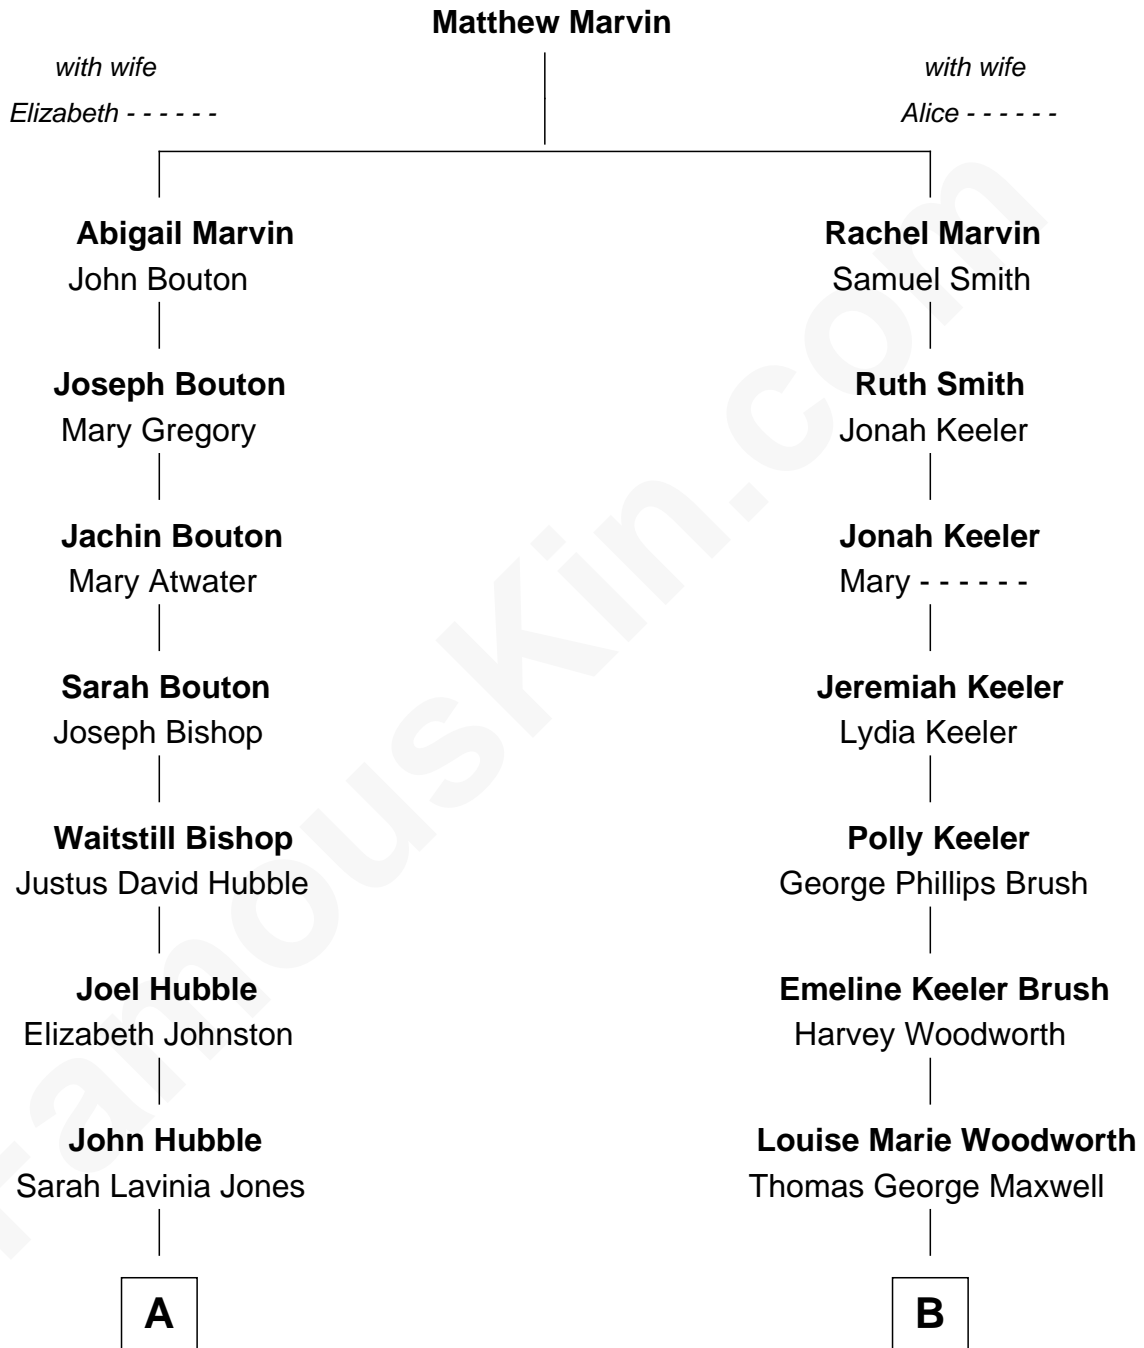 Matthew Marvin
with wife
Elizabeth - - - - - -
with wife
Alice - - - - - -
Abigail Marvin
John Bouton
Rachel Marvin
Samuel Smith
Joseph Bouton
Mary Gregory
Ruth Smith
Jonah Keeler
Jachin Bouton
Mary Atwater
Jonah Keeler
Mary - - - - - -
Sarah Bouton
Joseph Bishop
Jeremiah Keeler
Lydia Keeler
Waitstill Bishop
Justus David Hubble
Polly Keeler
George Phillips Brush
Joel Hubble
Elizabeth Johnston
Emeline Keeler Brush
Harvey Woodworth
John Hubble
Sarah Lavinia Jones
Louise Marie Woodworth
Thomas George Maxwell
A
B
FamousKin.com